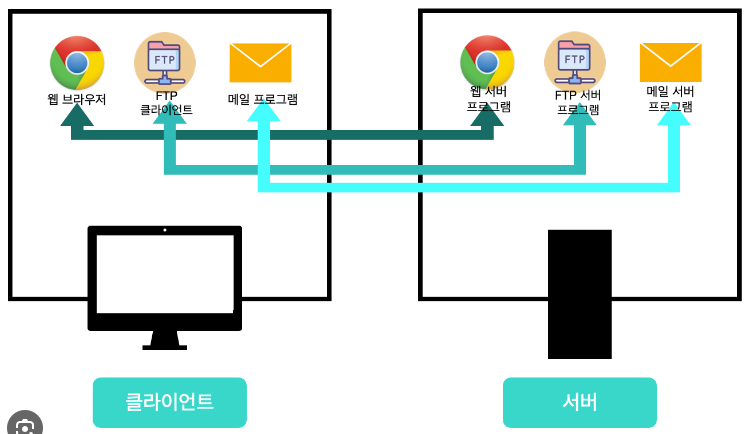 FTP
웹 브라우저
FTP
클라이언트
메일 프로그램
FTP
웹 서버
프로그램
FTP 서버
프로그램
메일 서버
프로그램
클라이언트
서버